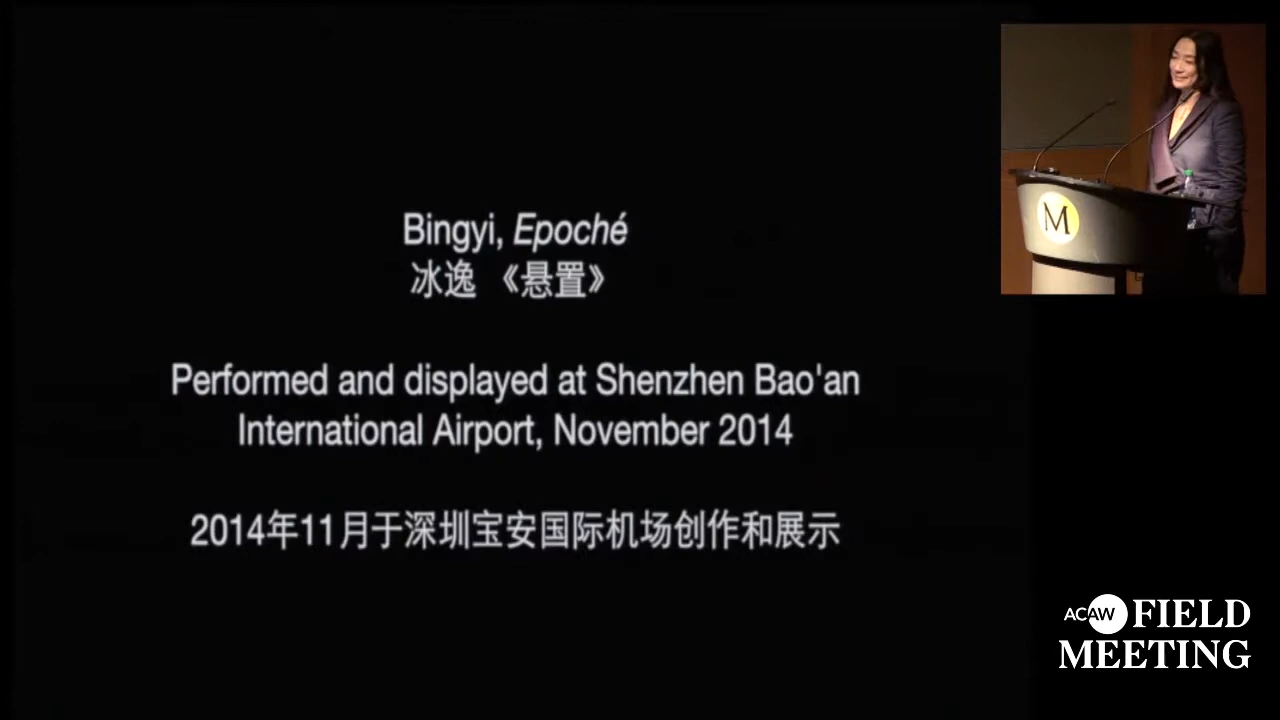 Bingyi, Epoché
冰逸 《悬置》
Performed and displayed at Shenzhen Bao'an
International Airport, November 2014
2014年11月于深圳宝安国际机场创作和展示
M
ACAW FIELD
MEETING